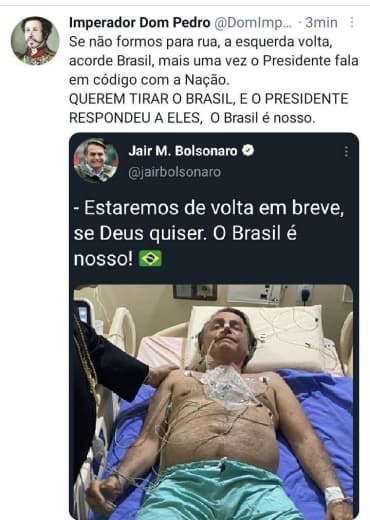 Imperador Dom Pedro @DomImp... · 3min
Se não formos para rua, a esquerda volta,
acorde Brasil, mais uma vez o Presidente fala
em código com a Nação.
QUEREM TIRAR O BRASIL, E O PRESIDENTE
RESPONDEU A ELES, O Brasil é nosso.
Jair M. Bolsonaro
@jairbolsonaro
- Estaremos de volta em breve,
se Deus quiser. O Brasil é
nosso! 🇧🇷